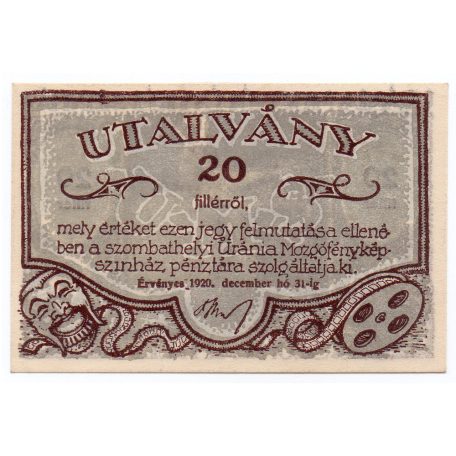 UTALVÁNY
20
fillérről,
mely értéket ezen jegy felmutatása ellené-
ben a szombathelyi Uránia Mozgófénykép-
szinház, pénztára szolgáltatja ki.
Érvényes 1920. december hó 31-ig